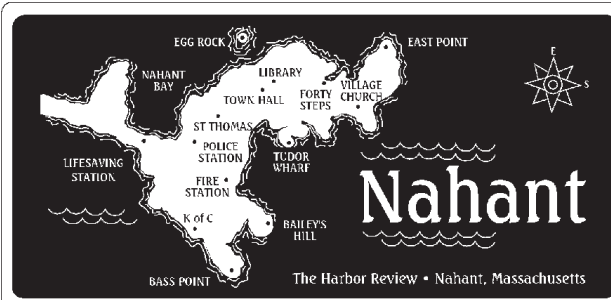 EGG ROCK
EAST POINT
NAHANT
BAY
LIBRARY
VILLAGE
CHURCH
FORTY
STEPS
TOWN HALL
ST THOMAS
POLICE
STATION
TUDOR
WHARF
LIFESAVING
STATION
FIRE
STATION
K of C
BAILEY'S
HILL
BASS POINT
E
S
Nahant
The Harbor Review • Nahant, Massachusetts